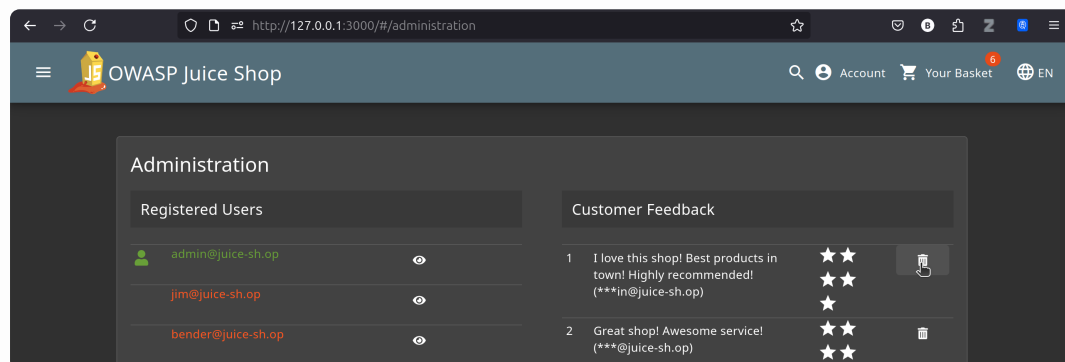 http://127.0.0.1:3000/#/administration
B
Z
JS
OWASP Juice Shop
Account
Your Basket
6
EN
Administration
Registered Users
admin@juice-sh.op
jim@juice-sh.op
bender@juice-sh.op
Customer Feedback
1
I love this shop! Best products in
town! Highly recommended!
(***in@juice-sh.op)
2
Great shop! Awesome service!
(***@juice-sh.op)